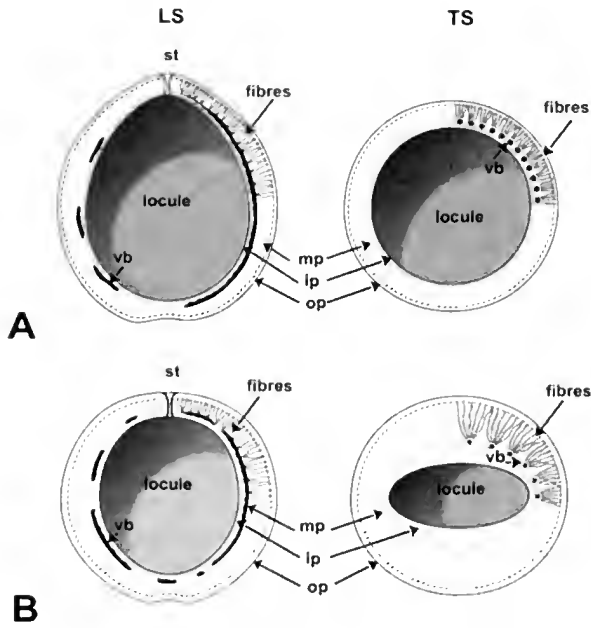 LS TS
st
fibres fibres
vb
locule
locule
vb
mp
lp
op
A
st
fibres fibres
vb
locule locule
vb
mp
lp
op
B